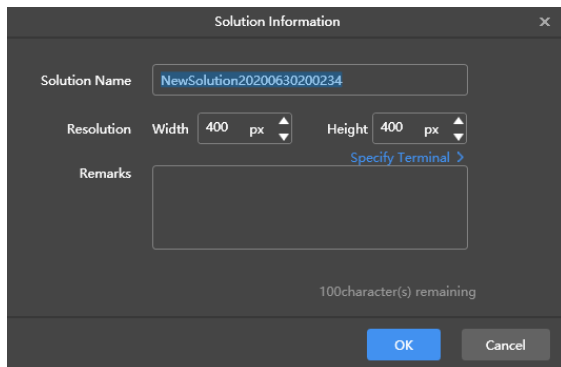 Solution Information
Solution Name NewSolution20200630200234
Resolution Width 400 px Height 400 px
Specify Terminal >
Remarks
100character(s) remaining
OK Cancel